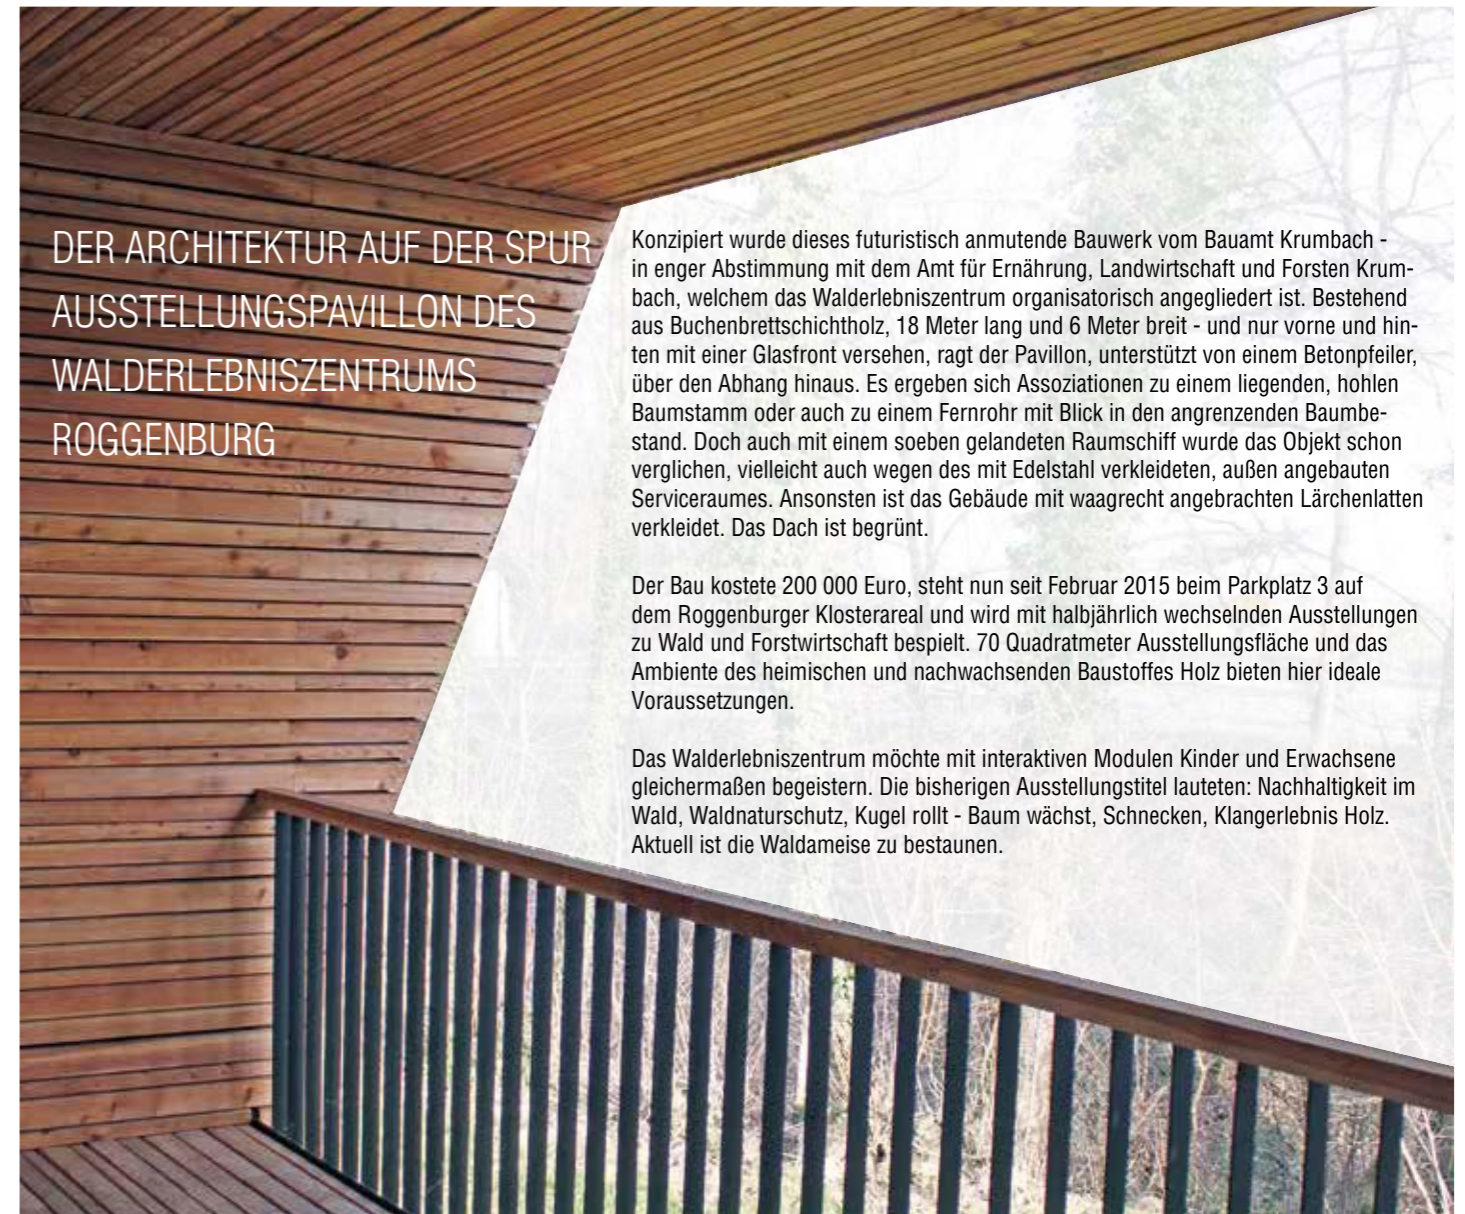 DER ARCHITEKTUR AUF DER SPUR
AUSSTELLUNGSPAVILLON DES
WALDERLEBNISZENTRUMS
ROGGENBURG
Konzipiert wurde dieses futuristisch anmutende Bauwerk vom Bauamt Krumbach -
in enger Abstimmung mit dem Amt für Ernährung, Landwirtschaft und Forsten Krum-
bach, welchem das Walderlebniszentrum organisatorisch angegliedert ist. Bestehend
aus Buchenbrettschichtholz, 18 Meter lang und 6 Meter breit - und nur vorne und hin-
ten mit einer Glasfront versehen, ragt der Pavillon, unterstützt von einem Betonpfeiler,
über den Abhang hinaus. Es ergeben sich Assoziationen zu einem liegenden, hohlen
Baumstamm oder auch zu einem Fernrohr mit Blick in den angrenzenden Baumbe-
stand. Doch auch mit einem soeben gelandeten Raumschiff wurde das Objekt schon
verglichen, vielleicht auch wegen des mit Edelstahl verkleideten, außen angebauten
Serviceraumes. Ansonsten ist das Gebäude mit waagrecht angebrachten Lärchenlatten
verkleidet. Das Dach ist begrünt.
Der Bau kostete 200 000 Euro, steht nun seit Februar 2015 beim Parkplatz 3 auf
dem Roggenburger Klosterareal und wird mit halbjährlich wechselnden Ausstellungen
zu Wald und Forstwirtschaft bespielt. 70 Quadratmeter Ausstellungsfläche und das
Ambiente des heimischen und nachwachsenden Baustoffes Holz bieten hier ideale
Voraussetzungen.
Das Walderlebniszentrum möchte mit interaktiven Modulen Kinder und Erwachsene
gleichermaßen begeistern. Die bisherigen Ausstellungstitel lauteten: Nachhaltigkeit im
Wald, Waldnaturschutz, Kugel rollt - Baum wächst, Schnecken, Klangerlebnis Holz.
Aktuell ist die Waldameise zu bestaunen.